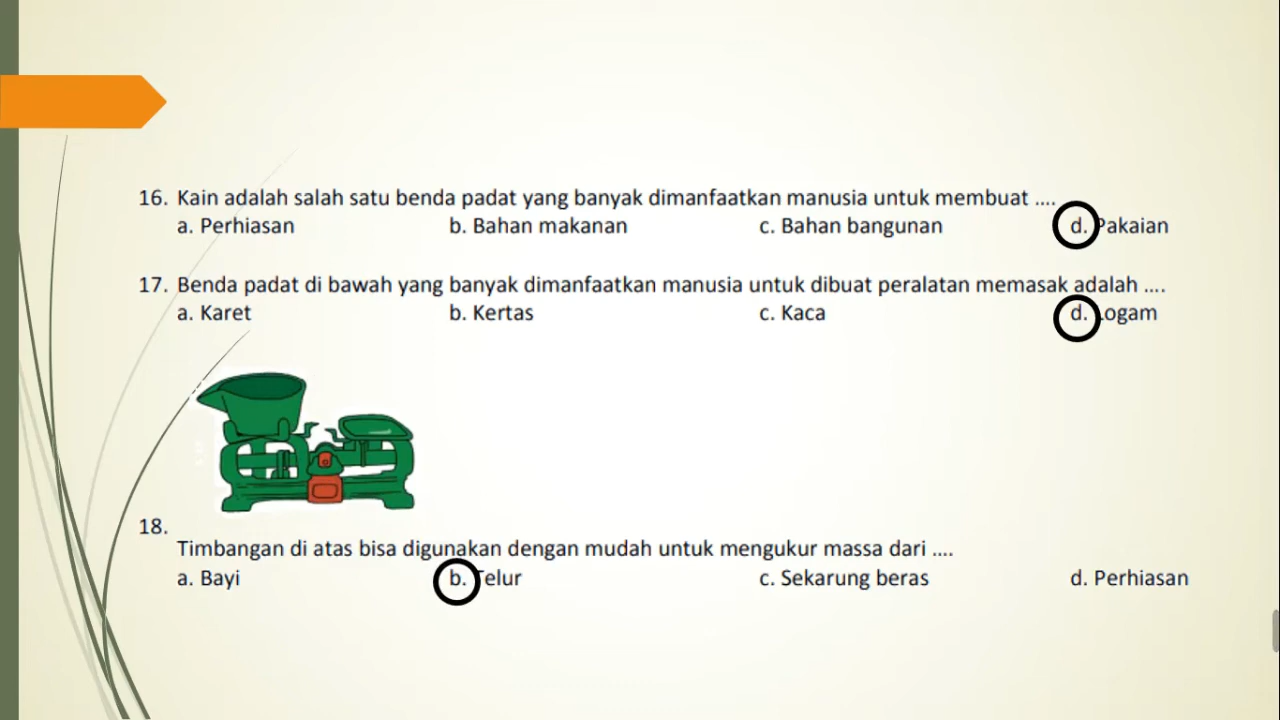 16. Kain adalah salah satu benda padat yang banyak dimanfaatkan manusia untuk membuat ....
a. Perhiasan b. Bahan makanan c. Bahan bangunan d. Pakaian
17. Benda padat di bawah yang banyak dimanfaatkan manusia untuk dibuat peralatan memasak adalah ....
a. Karet b. Kertas c. Kaca d. Logam
18.
Timbangan di atas bisa digunakan dengan mudah untuk mengukur massa dari ....
a. Bayi b. Telur c. Sekarung beras d. Perhiasan